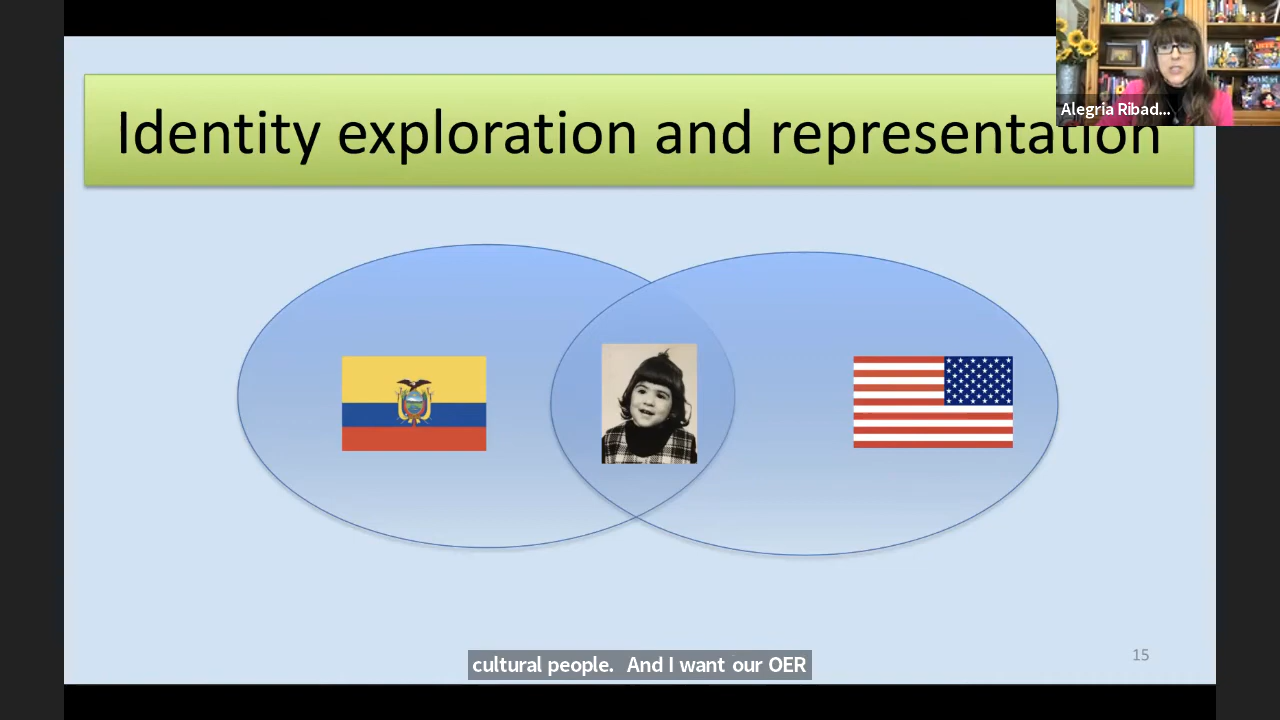 Identity exploration and representation
Alegria Ribad...
cultural people. And I want our OER
15